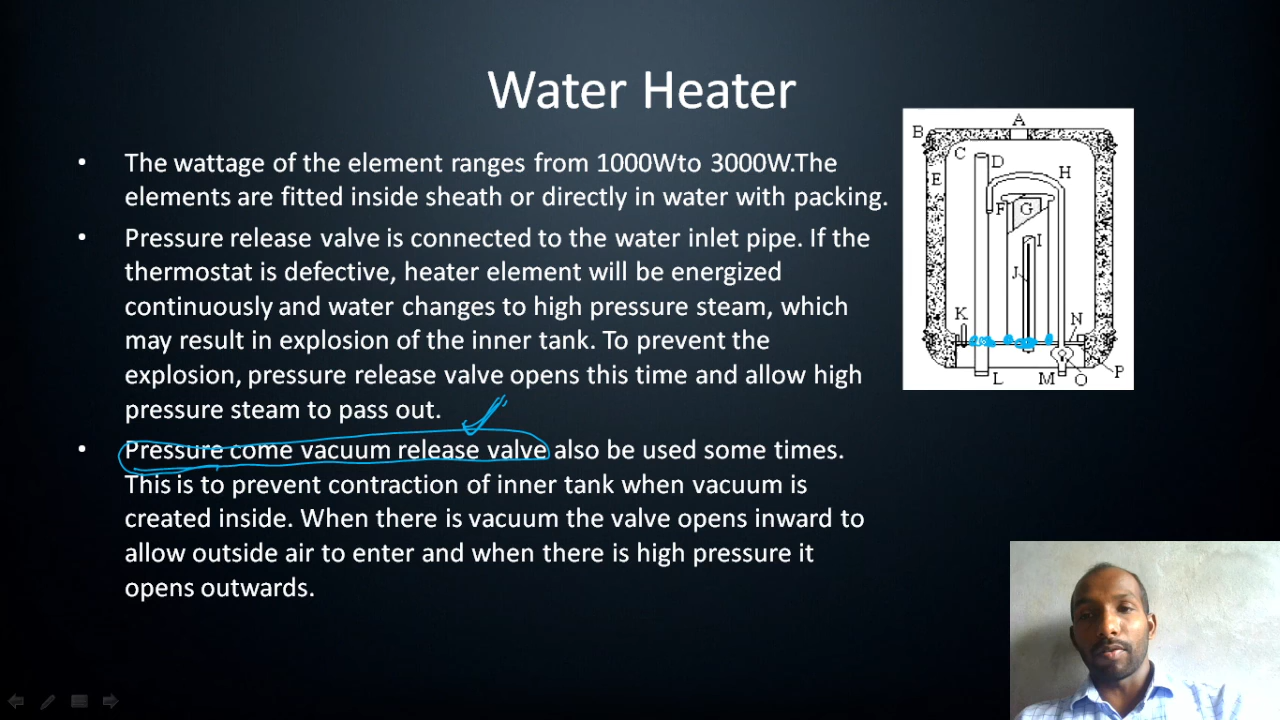 Water Heater
• The wattage of the element ranges from 1000Wto 3000W.The
elements are fitted inside sheath or directly in water with packing.
• Pressure release valve is connected to the water inlet pipe. If the
thermostat is defective, heater element will be energized
continuously and water changes to high pressure steam, which
may result in explosion of the inner tank. To prevent the
explosion, pressure release valve opens this time and allow high
pressure steam to pass out.
• Pressure come vacuum release valve also be used some times.
This is to prevent contraction of inner tank when vacuum is
created inside. When there is vacuum the valve opens inward to
allow outside air to enter and when there is high pressure it
opens outwards.
A
B
C
D
E
H
F
G
I
J
K
N
L
M
O
P